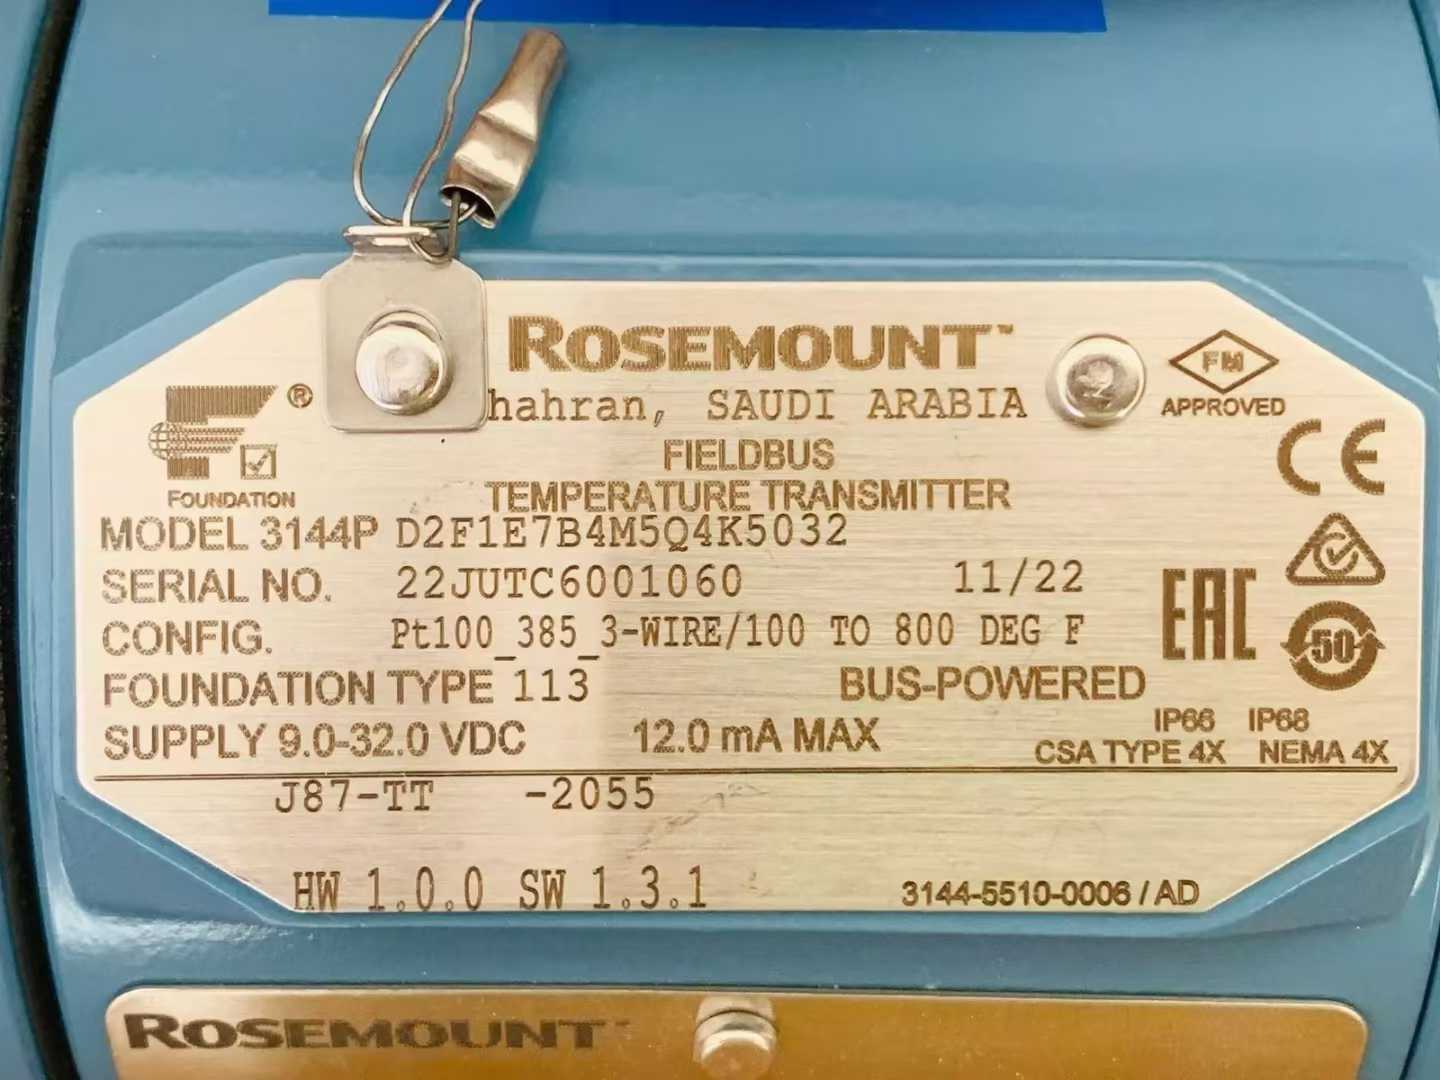 ROSEMOUNT™
FM
APPROVED
hahran, SAUDI ARABIA
®
FOUNDATION
FIELDBUS
TEMPERATURE TRANSMITTER
CE
MODEL 3144P D2F1E7B4M5Q4K5032
SERIAL NO. 22JUTC6001060 11/22
CONFIG. Pt100_385_3-WIRE/100 TO 800 DEG F
EAC
50
FOUNDATION TYPE 113 BUS-POWERED
SUPPLY 9.0-32.0 VDC 12.0 mA MAX
IP66 IP68
CSA TYPE 4X NEMA 4X
J87-TT -2055
HW 1.0.0 SW 1.3.1
3144-5510-0006 / AD
ROSEMOUNT™